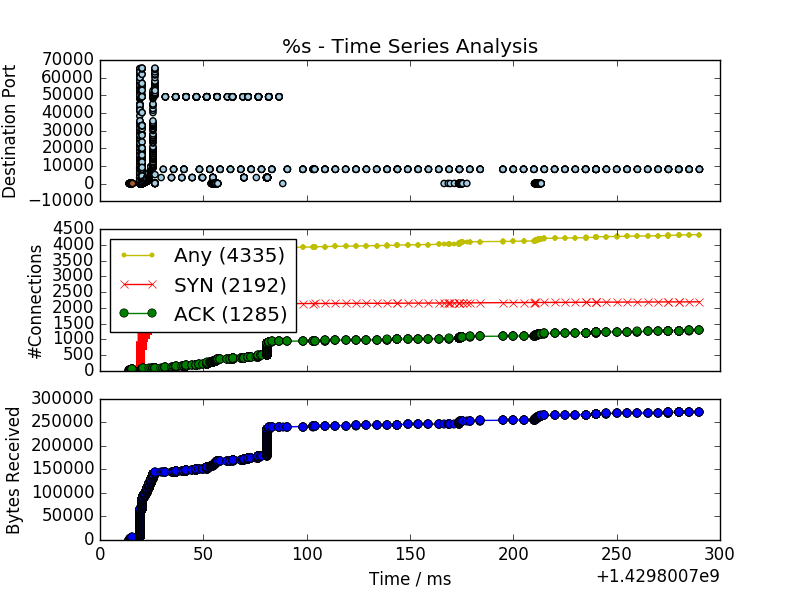 %s - Time Series Analysis
70000
60000
50000
40000
30000
20000
10000
0
−10000
Destination Port
4500
4000
3500
3000
2500
2000
1500
1000
500
0
#Connections
Any (4335)
SYN (2192)
ACK (1285)
300000
250000
200000
150000
100000
50000
0
Bytes Received
0 50 100 150 200 250 300
Time / ms
+1.4298007e9